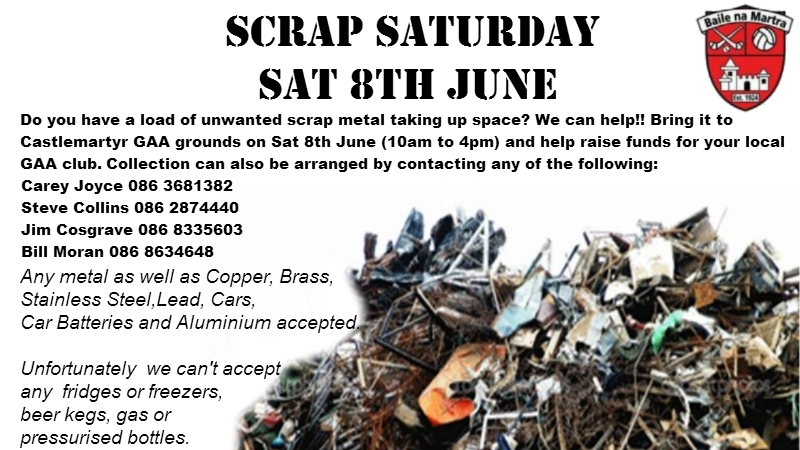 SCRAP SATURDAY
SAT 8TH JUNE
Baile na Martra
Est. 1924
Do you have a load of unwanted scrap metal taking up space? We can help!! Bring it to
Castlemartyr GAA grounds on Sat 8th June (10am to 4pm) and help raise funds for your local
GAA club. Collection can also be arranged by contacting any of the following:
Carey Joyce 086 3681382
Steve Collins 086 2874440
Jim Cosgrave 086 8335603
Bill Moran 086 8634648
Any metal as well as Copper, Brass,
Stainless Steel,Lead, Cars,
Car Batteries and Aluminium accepted.
Unfortunately  we can't accept
any  fridges or freezers,
beer kegs, gas or
pressurised bottles.